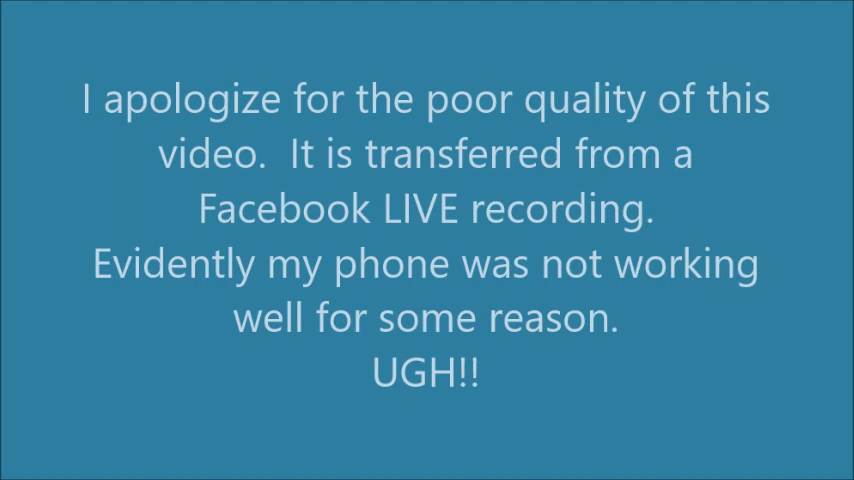 I apologize for the poor quality of this
video.  It is transferred from a
Facebook LIVE recording.
Evidently my phone was not working
well for some reason.
UGH!!